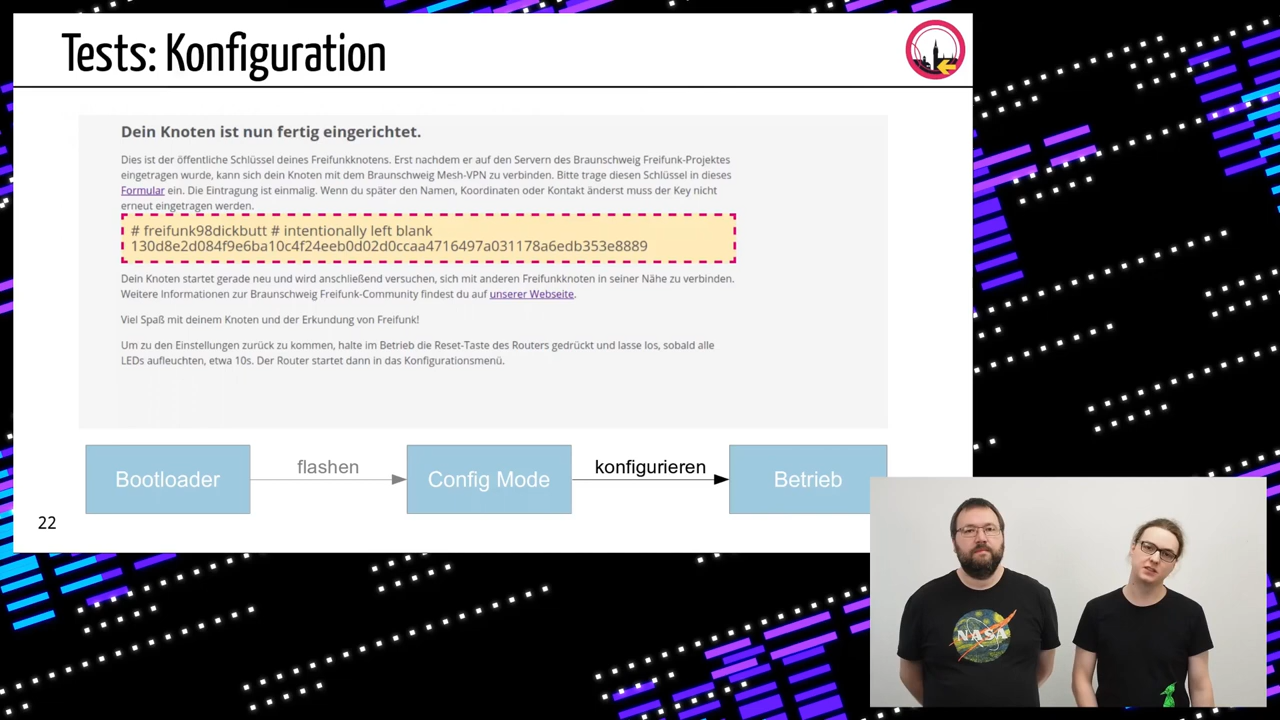 Tests: Konfiguration
Dein Knoten ist nun fertig eingerichtet.
Dies ist der öffentliche Schlüssel deines Freifunkknotens. Erst nachdem er auf den Servern des Braunschweig Freifunk-Projektes
eingetragen wurde, kann sich dein Knoten mit dem Braunschweig Mesh-VPN zu verbinden. Bitte trage diesen Schlüssel in dieses
Formular ein. Die Eintragung ist einmalig. Wenn du später den Namen, Koordinaten oder Kontakt änderst muss der Key nicht
erneut eingetragen werden.
# freifunk98dickbutt # intentionally left blank
130d8e2d084f9e6ba10c4f24eeb0d02d0ccaa4716497a031178a6edb353e8889
Dein Knoten startet gerade neu und wird anschließend versuchen, sich mit anderen Freifunkknoten in seiner Nähe zu verbinden.
Weitere Informationen zur Braunschweig Freifunk-Community findest du auf unserer Webseite.
Viel Spaß mit deinem Knoten und der Erkundung von Freifunk!
Um zu den Einstellungen zurück zu kommen, halte im Betrieb die Reset-Taste des Routers gedrückt und lasse los, sobald alle
LEDs aufleuchten, etwa 10s. Der Router startet dann in das Konfigurationsmenü.
Bootloader
flashen
Config Mode
konfigurieren
Betrieb
22
NASA